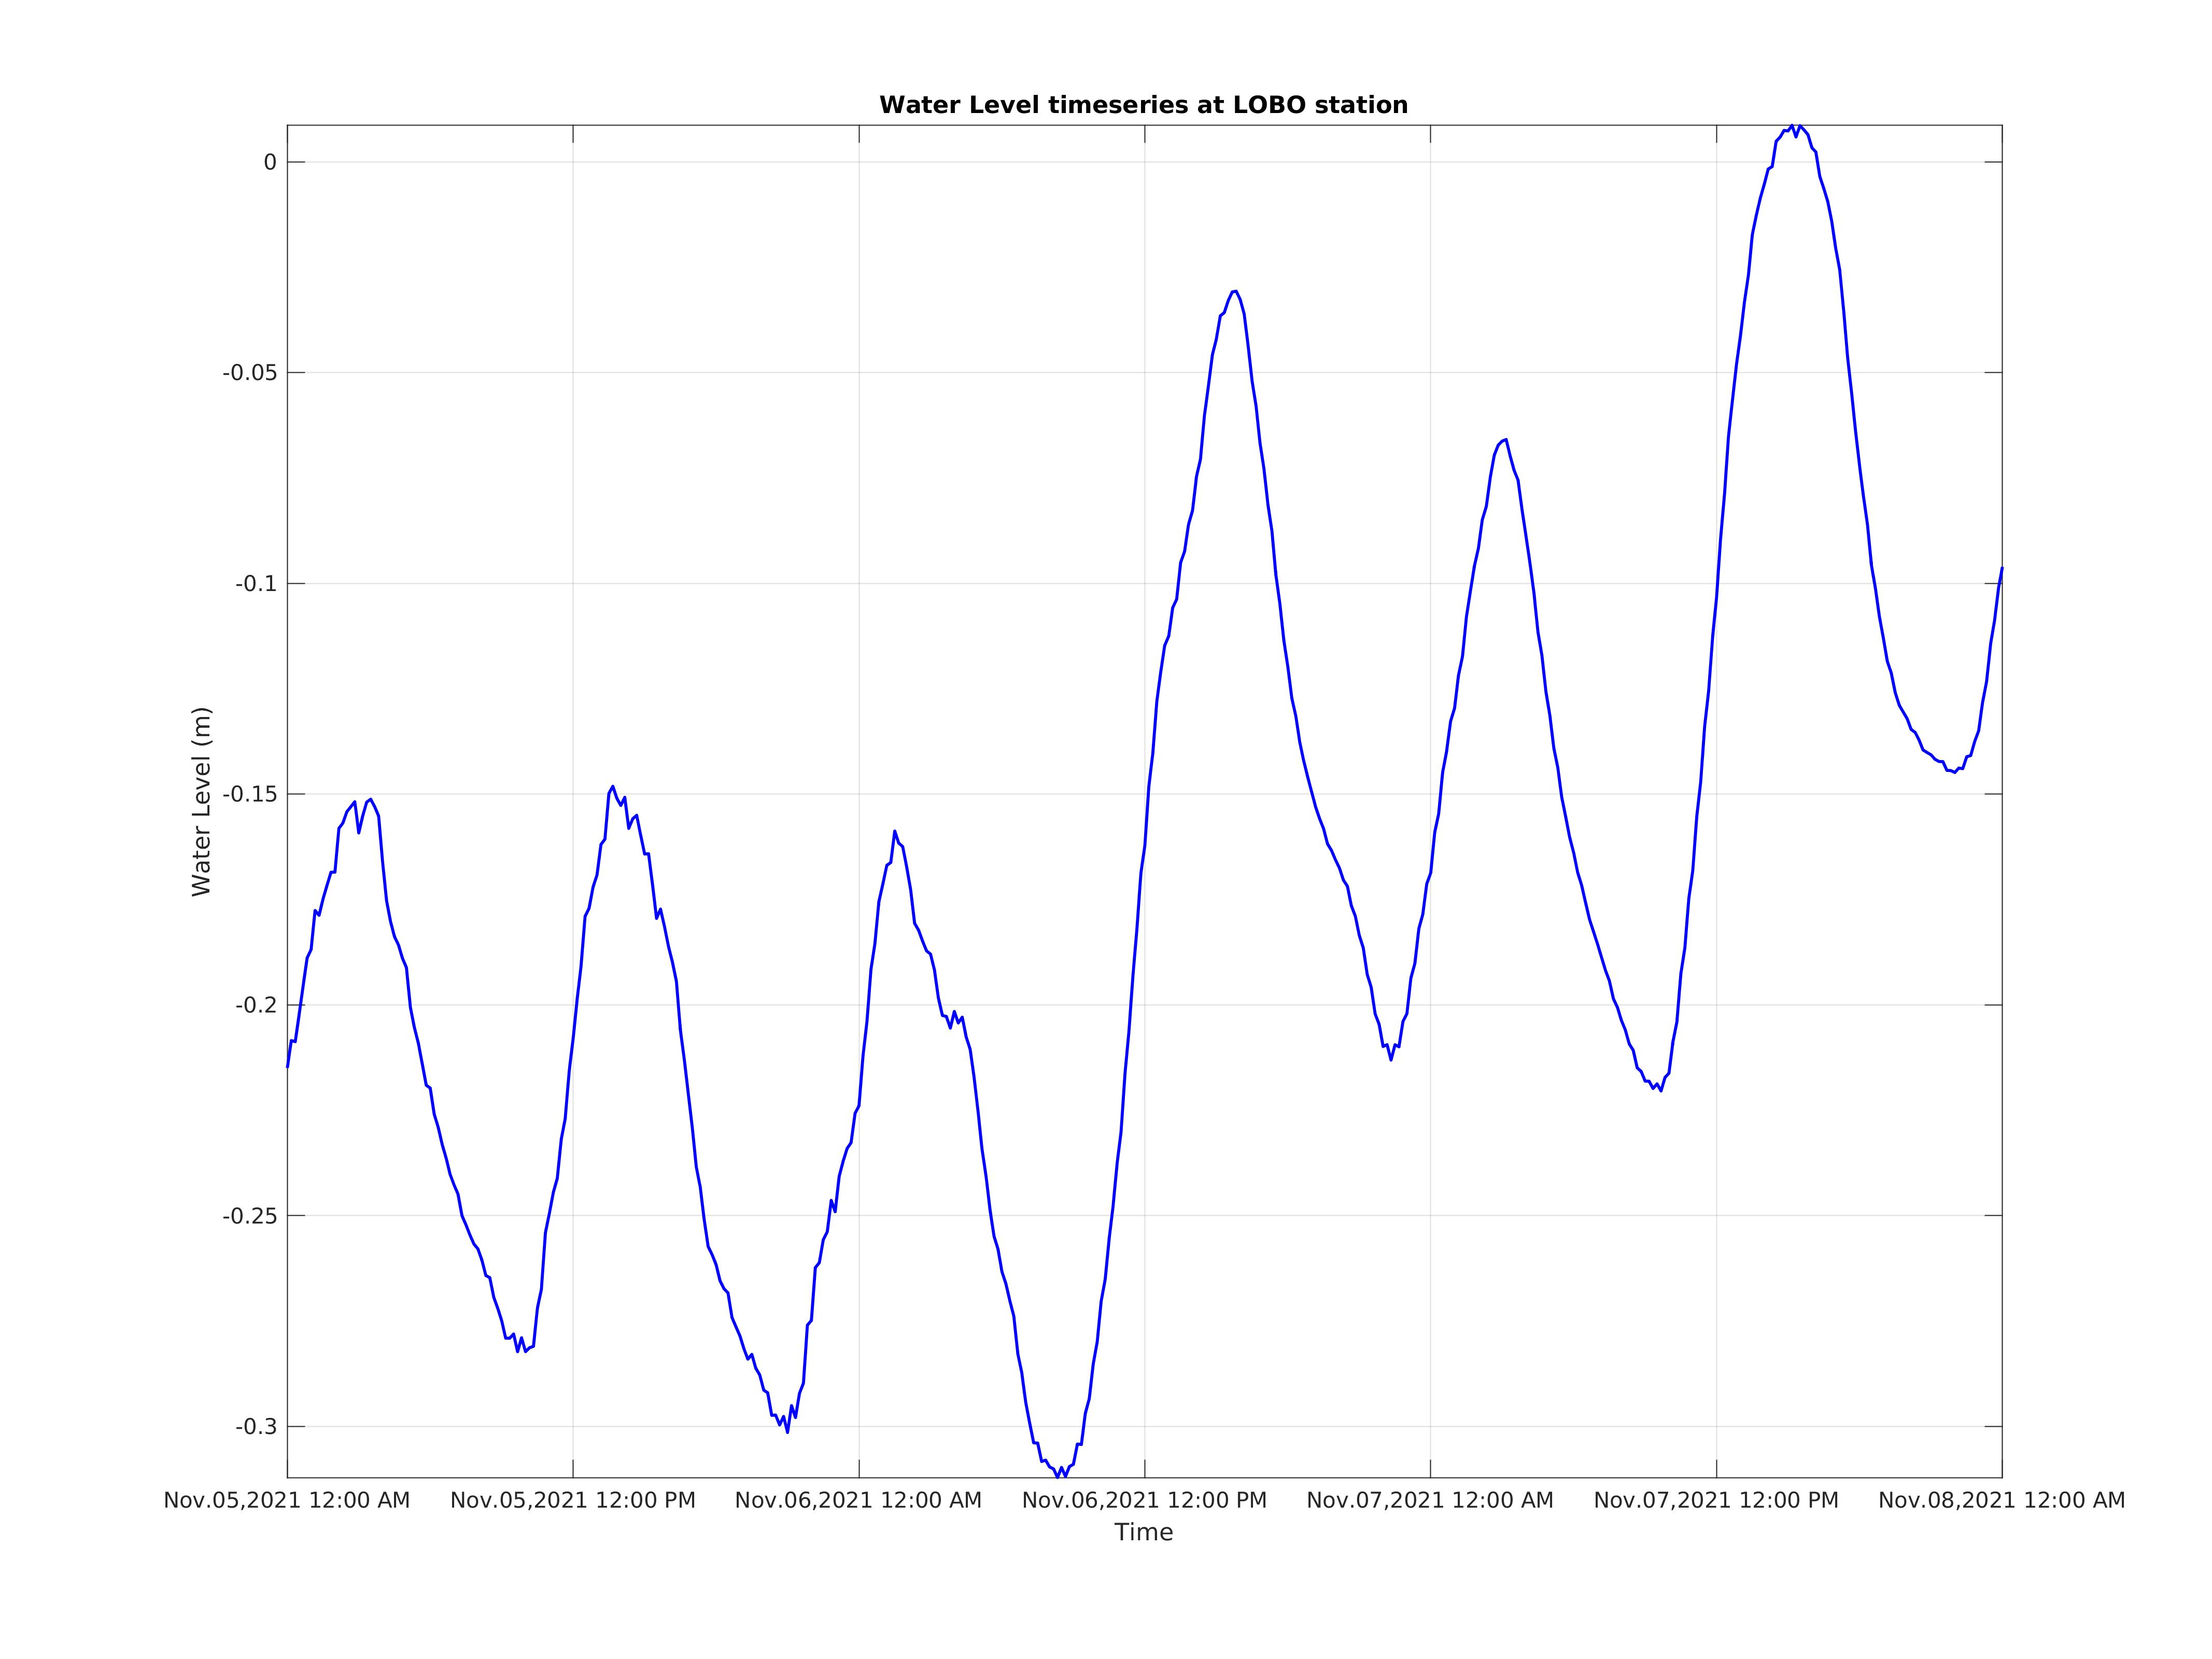 Water Level timeseries at LOBO station
0
-0.05
-0.1
-0.15
-0.2
-0.25
-0.3
Water Level (m)
Nov.05,2021 12:00 AM Nov.05,2021 12:00 PM Nov.06,2021 12:00 AM Nov.06,2021 12:00 PM Nov.07,2021 12:00 AM Nov.07,2021 12:00 PM Nov.08,2021 12:00 AM
Time